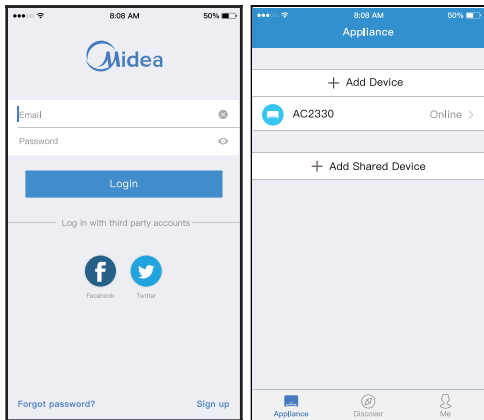 8:08 AM
50%
Midea
Email
Password
Login
Log in with third party accounts
Facebook
Twitter
Forgot password?
Sign up
8:08 AM
50%
Appliance
+ Add Device
AC2330
Online >
+ Add Shared Device
Appliance
Discover
Me